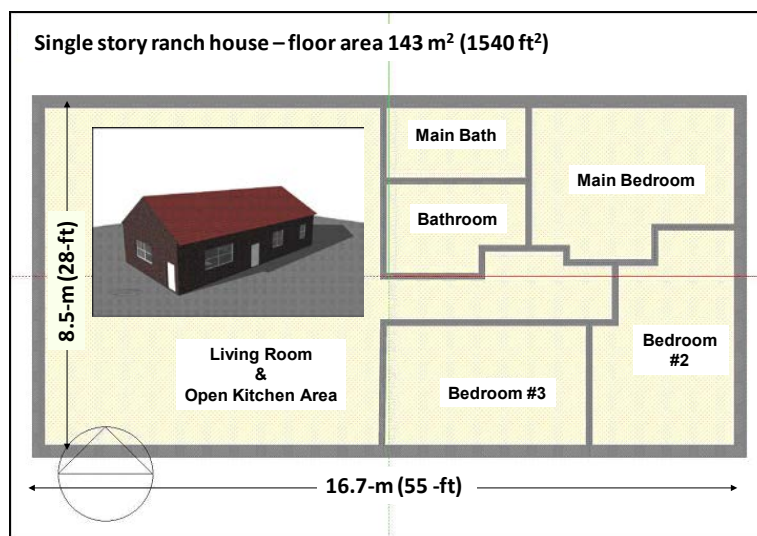 Single story ranch house – floor area 143 m² (1540 ft²)
Main Bath
Main Bedroom
Bathroom
8.5-m (28-ft)
Living Room
&
Open Kitchen Area
Bedroom
#2
Bedroom #3
16.7-m (55 -ft)